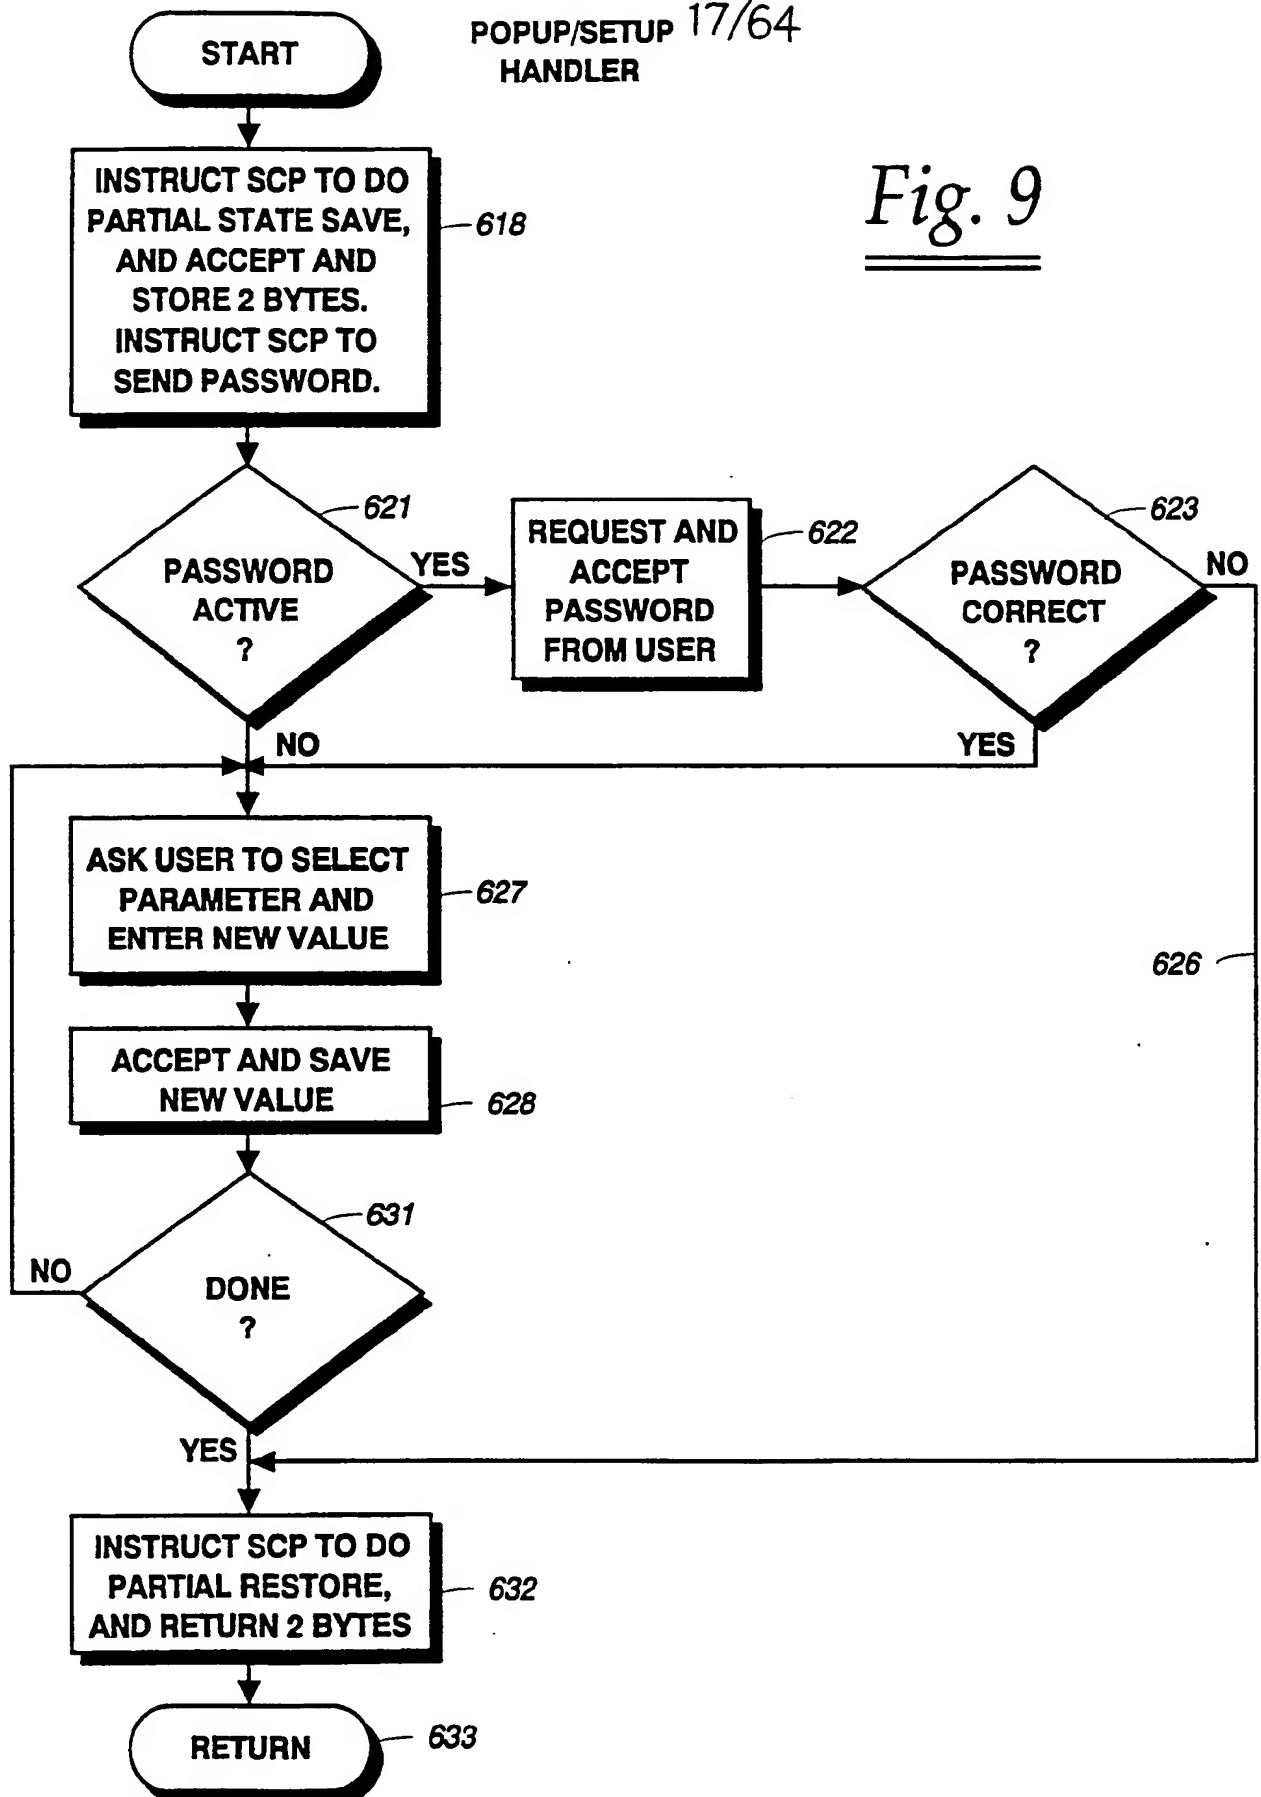 START
POPUP/SETUP 17/64
HANDLER
Fig. 9
INSTRUCT SCP TO DO
PARTIAL STATE SAVE,
AND ACCEPT AND
STORE 2 BYTES.
INSTRUCT SCP TO
SEND PASSWORD.
618
621
PASSWORD
ACTIVE
?
YES
NO
REQUEST AND
ACCEPT
PASSWORD
FROM USER
622
623
PASSWORD
CORRECT
?
NO
YES
626
ASK USER TO SELECT
PARAMETER AND
ENTER NEW VALUE
627
ACCEPT AND SAVE
NEW VALUE
628
631
DONE
?
NO
YES
INSTRUCT SCP TO DO
PARTIAL RESTORE,
AND RETURN 2 BYTES
632
RETURN
633